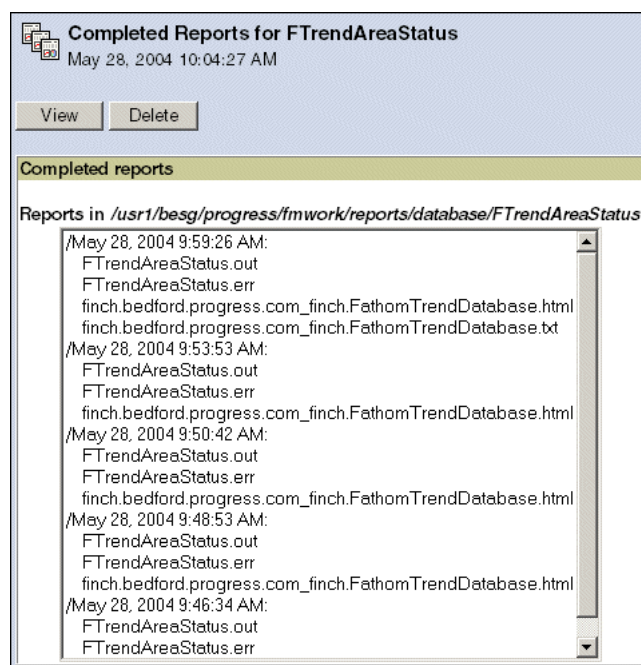 Completed Reports for FTrendAreaStatus
May 28, 2004 10:04:27 AM
View Delete
Completed reports
Reports in /usr1/besg/progress/fmwork/reports/database/FTrendAreaStatus
/May 28, 2004 9:59:26 AM:
FTrendAreaStatus.out
FTrendAreaStatus.err
finch.bedford.progress.com_finch.FathomTrendDatabase.html
finch.bedford.progress.com_finch.FathomTrendDatabase.txt
/May 28, 2004 9:53:53 AM:
FTrendAreaStatus.out
FTrendAreaStatus.err
finch.bedford.progress.com_finch.FathomTrendDatabase.html
/May 28, 2004 9:50:42 AM:
FTrendAreaStatus.out
FTrendAreaStatus.err
finch.bedford.progress.com_finch.FathomTrendDatabase.html
/May 28, 2004 9:48:53 AM:
FTrendAreaStatus.out
FTrendAreaStatus.err
finch.bedford.progress.com_finch.FathomTrendDatabase.html
/May 28, 2004 9:46:34 AM:
FTrendAreaStatus.out
FTrendAreaStatus.err